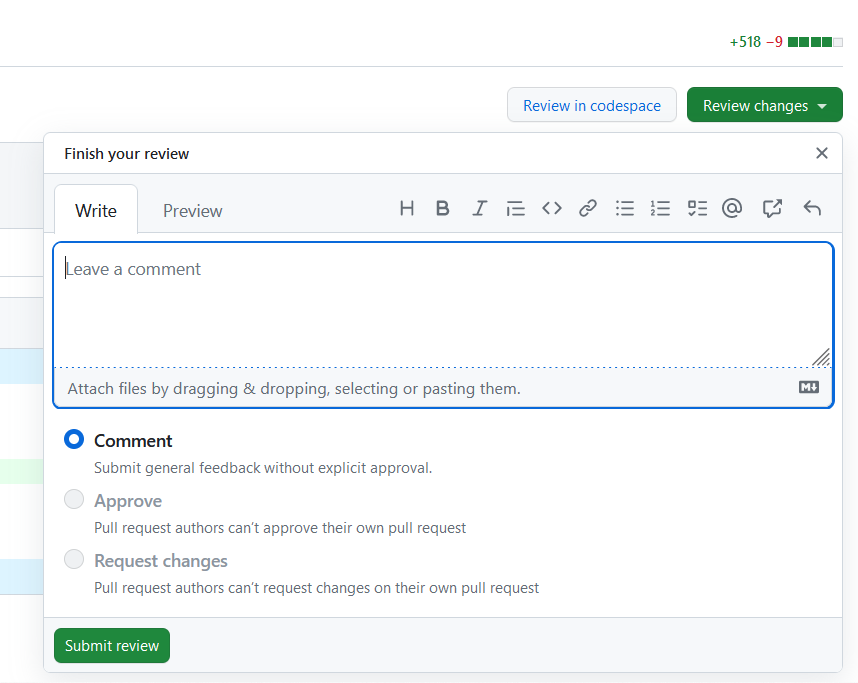 +518 −9
Review in codespace
Review changes
Finish your review
Write
Preview
Leave a comment
Attach files by dragging & dropping, selecting or pasting them.
Comment
Submit general feedback without explicit approval.
Approve
Pull request authors can’t approve their own pull request
Request changes
Pull request authors can’t request changes on their own pull request
Submit review